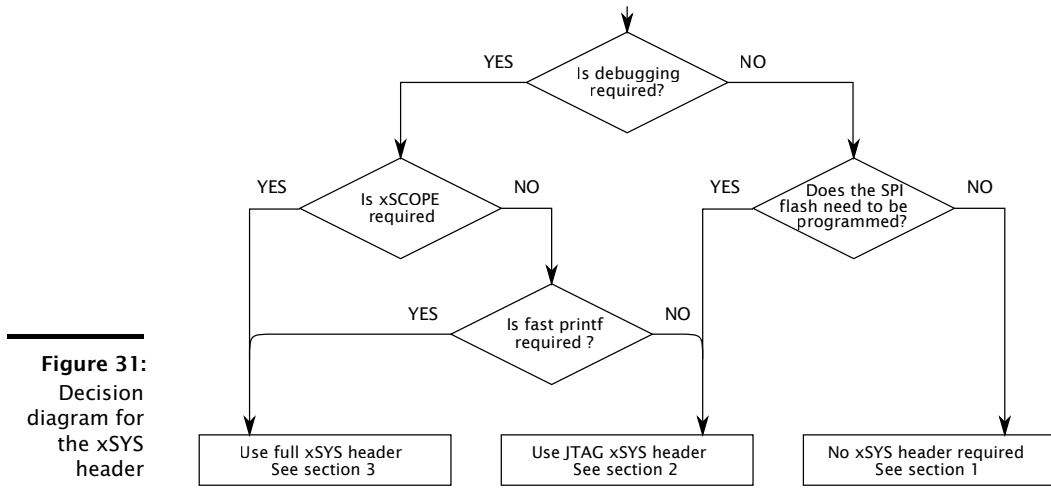 Is debugging
required?
YES
NO
Is xSCOPE
required
YES
NO
Does the SPI
flash need to be
programmed?
YES
NO
Is fast printf
required ?
YES
NO
Use full xSYS header
See section 3
Use JTAG xSYS header
See section 2
No xSYS header required
See section 1
Figure 31:
Decision
diagram for
the xSYS
header